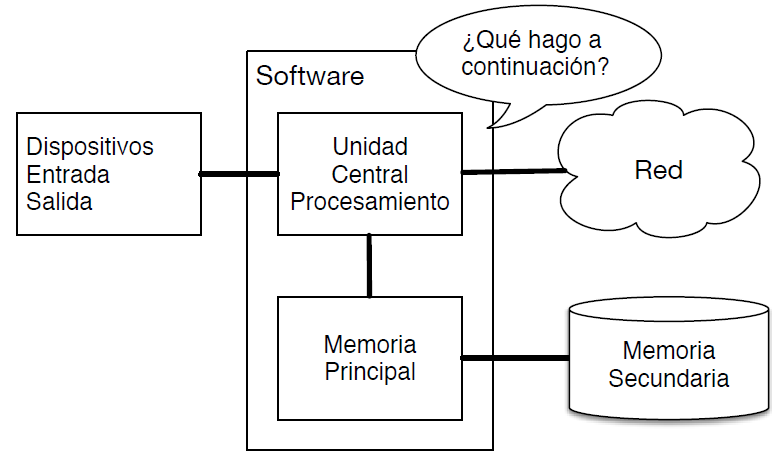 ¿Qué hago a
continuación?
Software
Dispositivos
Entrada
Salida
Unidad
Central
Procesamiento
Red
Memoria
Principal
Memoria
Secundaria